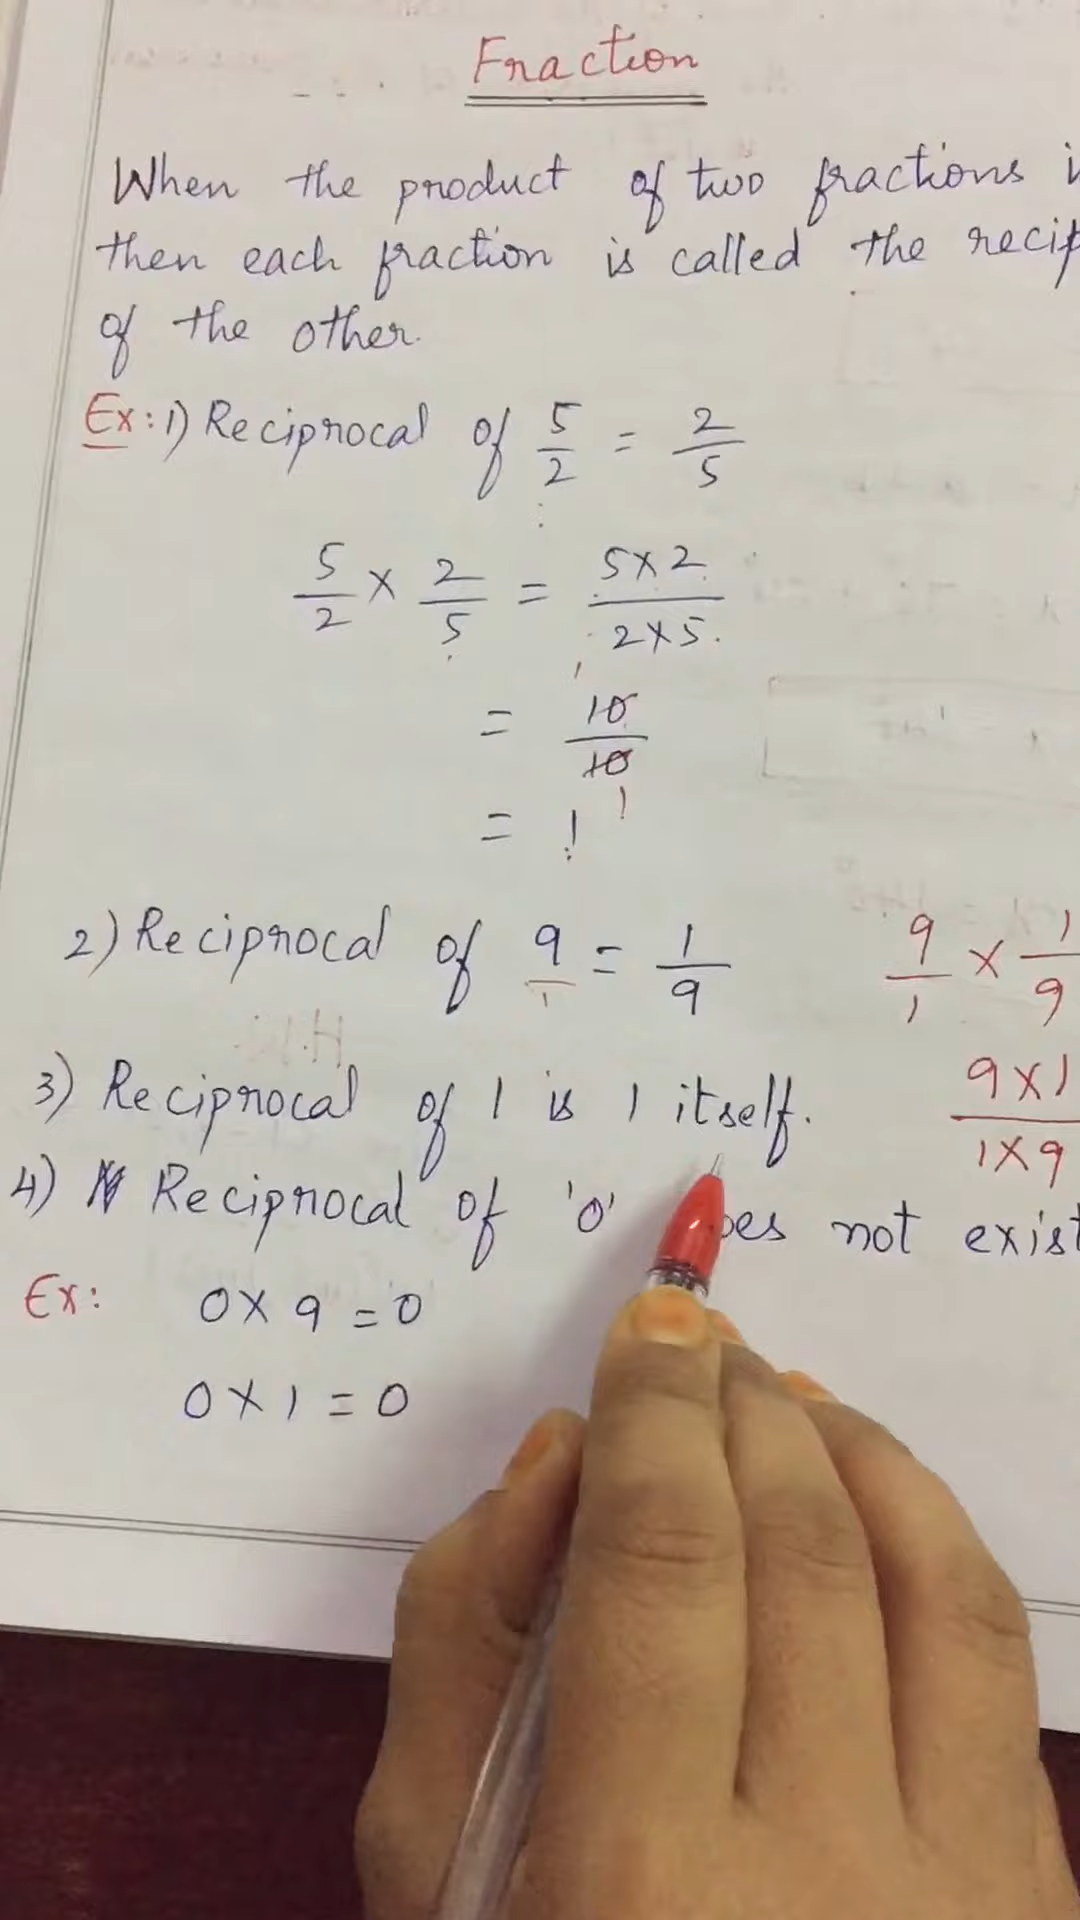 Fraction
When the product of two fractions i
then each fraction is called the recip
of the other.
Ex: 1) Reciprocal of 5/2 = 2/5
5/2 × 2/5 = 5×2/2×5
= 10/10
= 1
2) Reciprocal of 9/1 = 1/9
9/1 × 1/9
9×1/1×9
3) Reciprocal of 1 is 1 itself.
4) Reciprocal of '0' oes not exist
Ex: 0 × 9 = 0
0 × 1 = 0